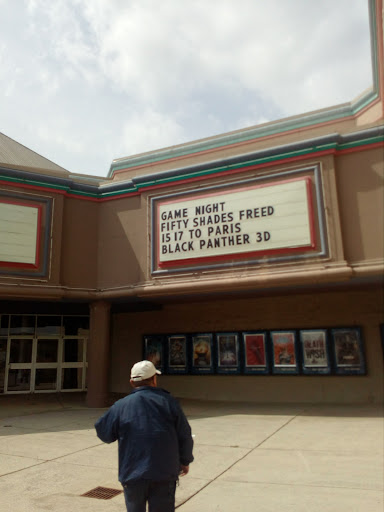 GAME NIGHT
FIFTY SHADES FREED
15 17 TO PARIS
BLACK PANTHER 3D